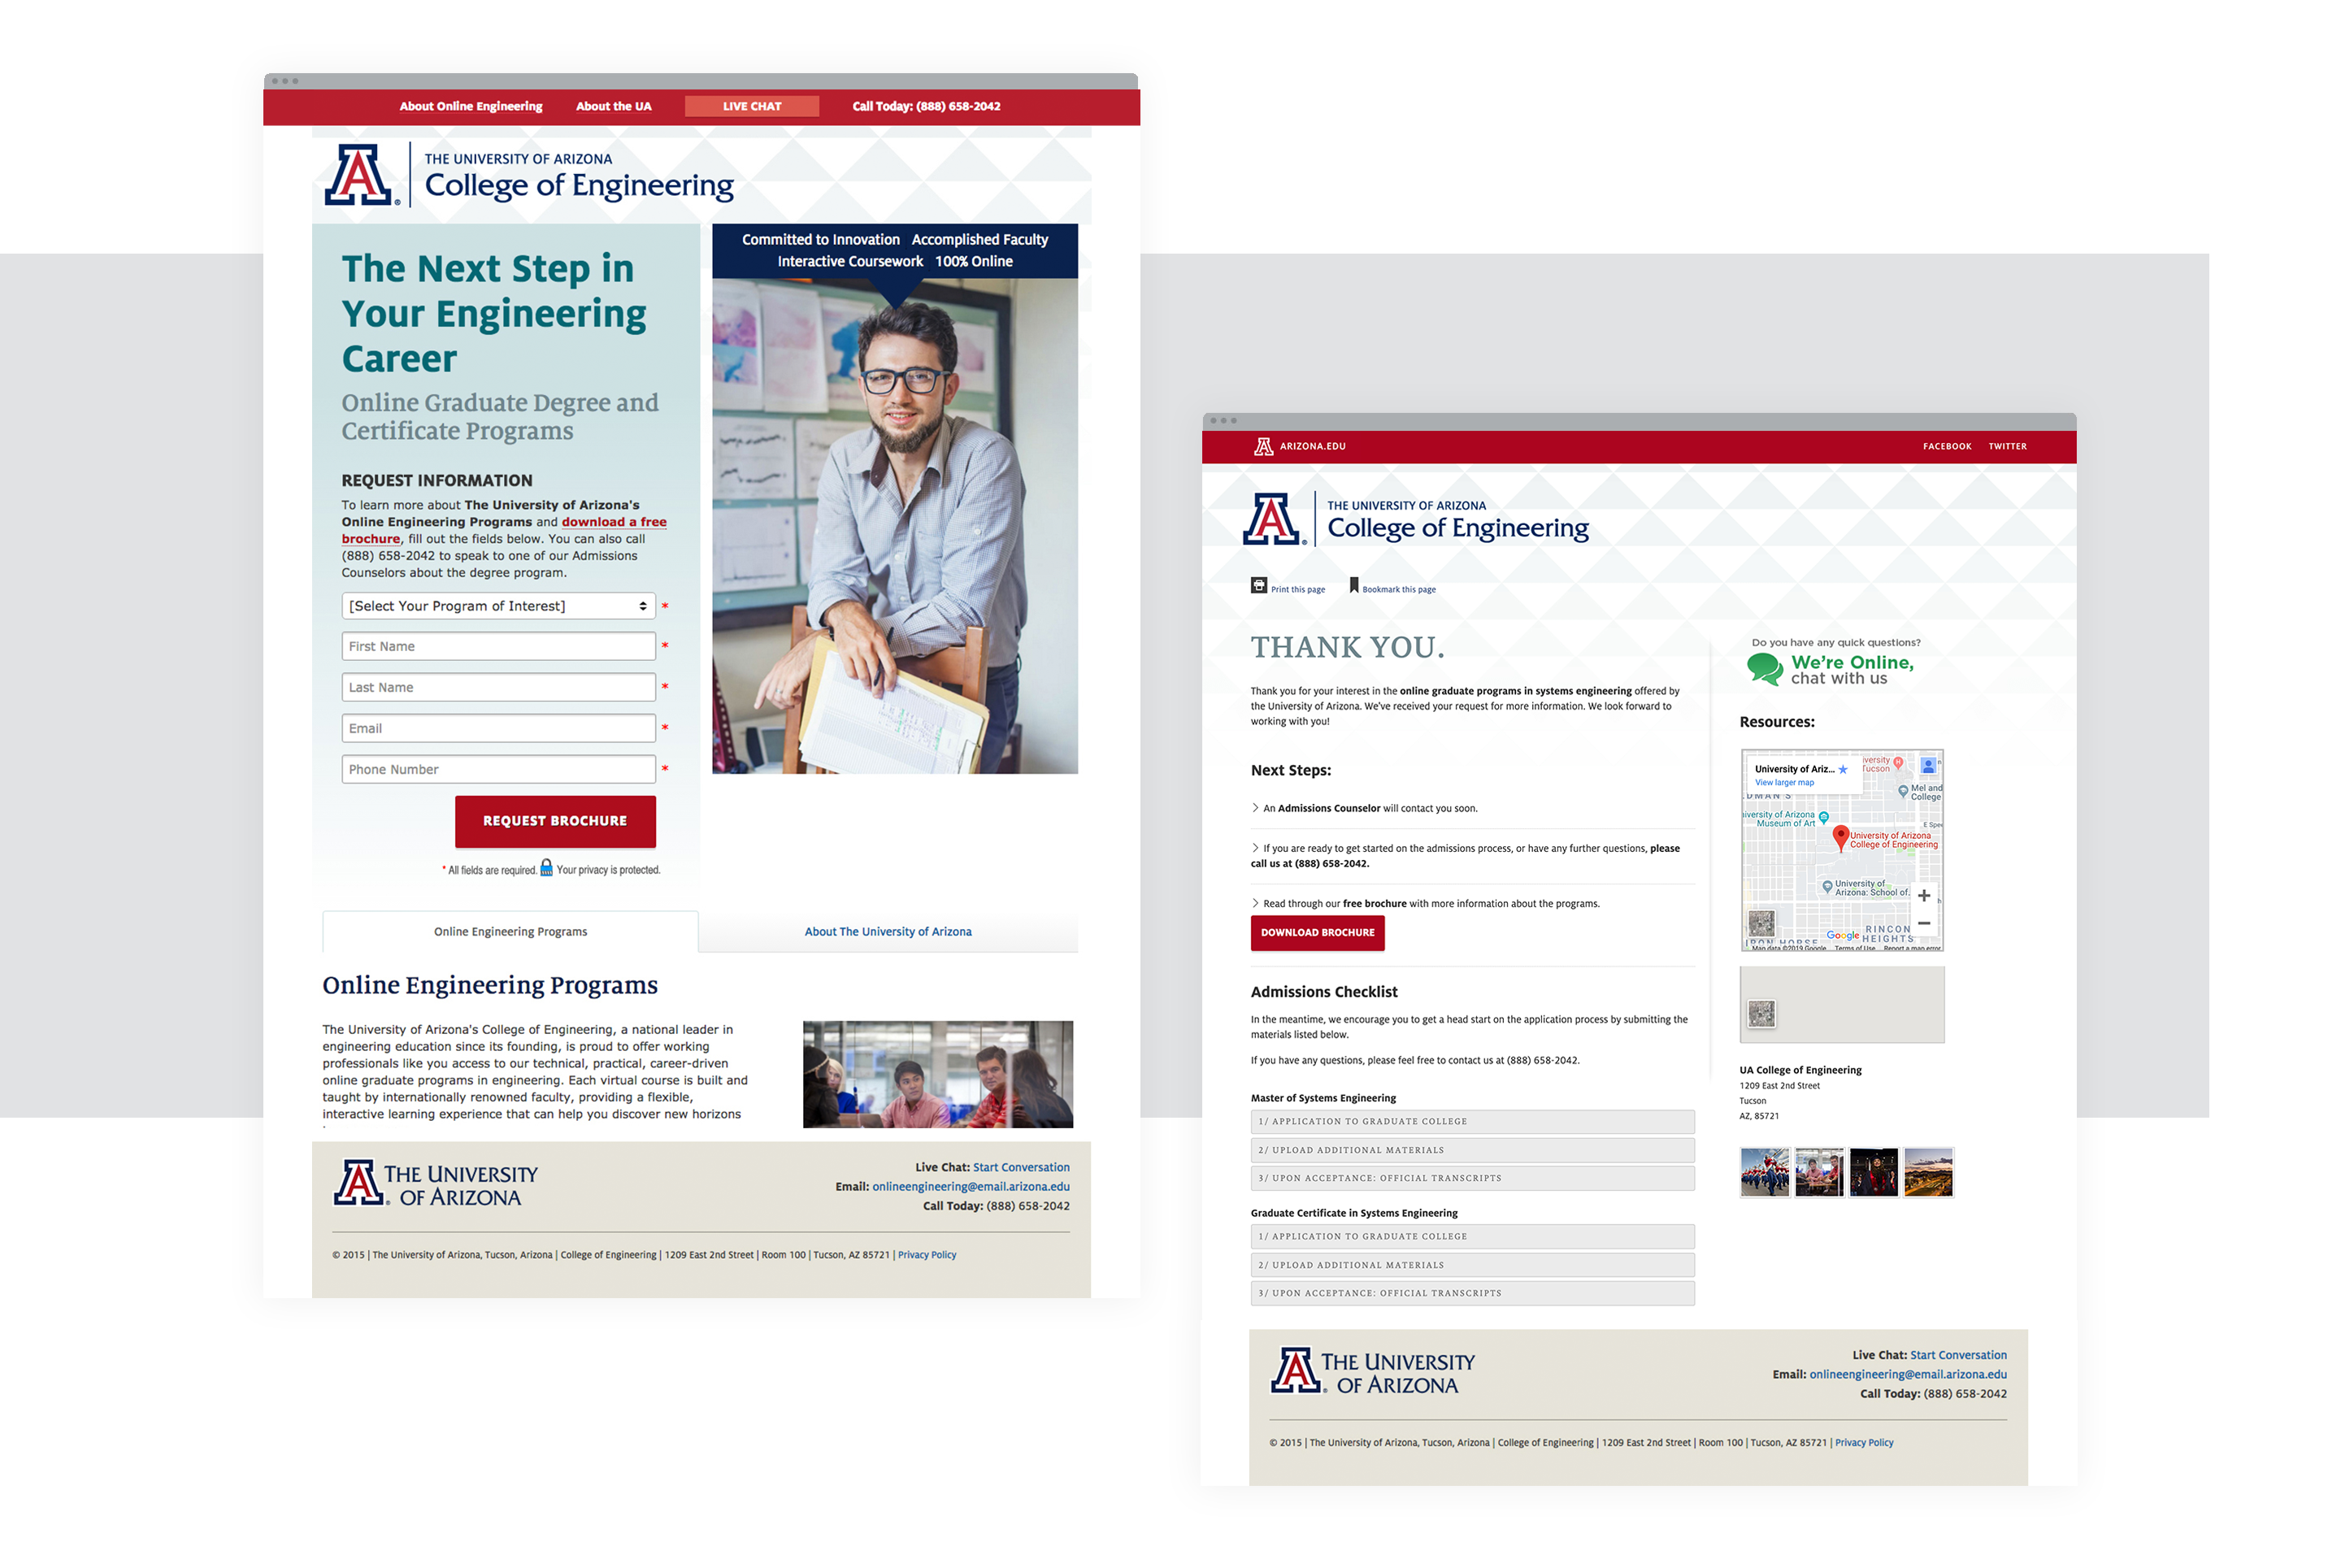 About Online Engineering   About the UA   LIVE CHAT   Call Today: (888) 658-2042
A®
THE UNIVERSITY OF ARIZONA
College of Engineering
The Next Step in
Your Engineering
Career
Online Graduate Degree and
Certificate Programs
REQUEST INFORMATION
To learn more about The University of Arizona's
Online Engineering Programs and download a free
brochure, fill out the fields below. You can also call
(888) 658-2042 to speak to one of our Admissions
Counselors about the degree program.
[Select Your Program of Interest] *
First Name *
Last Name *
Email *
Phone Number *
REQUEST BROCHURE
* All fields are required. Your privacy is protected.
Committed to Innovation   Accomplished Faculty
Interactive Coursework   100% Online
Online Engineering Programs   About The University of Arizona
Online Engineering Programs
The University of Arizona's College of Engineering, a national leader in
engineering education since its founding, is proud to offer working
professionals like you access to our technical, practical, career-driven
online graduate programs in engineering. Each virtual course is built and
taught by internationally renowned faculty, providing a flexible,
interactive learning experience that can help you discover new horizons
A®
THE UNIVERSITY
OF ARIZONA
Live Chat: Start Conversation
Email: onlineengineering@email.arizona.edu
Call Today: (888) 658-2042
© 2015 | The University of Arizona, Tucson, Arizona | College of Engineering | 1209 East 2nd Street | Room 100 | Tucson, AZ 85721 | Privacy Policy
A ARIZONA.EDU   FACEBOOK   TWITTER
A®
THE UNIVERSITY OF ARIZONA
College of Engineering
Print this page   Bookmark this page
THANK YOU.
Thank you for your interest in the online graduate programs in systems engineering offered by
the University of Arizona. We've received your request for more information. We look forward to
working with you!
Next Steps:
> An Admissions Counselor will contact you soon.
> If you are ready to get started on the admissions process, or have any further questions, please
call us at (888) 658-2042.
> Read through our free brochure with more information about the programs.
DOWNLOAD BROCHURE
Admissions Checklist
In the meantime, we encourage you to get a head start on the application process by submitting the
materials listed below.
If you have any questions, please feel free to contact us at (888) 658-2042.
Master of Systems Engineering
1/ APPLICATION TO GRADUATE COLLEGE
2/ UPLOAD ADDITIONAL MATERIALS
3/ UPON ACCEPTANCE: OFFICIAL TRANSCRIPTS
Graduate Certificate in Systems Engineering
1/ APPLICATION TO GRADUATE COLLEGE
2/ UPLOAD ADDITIONAL MATERIALS
3/ UPON ACCEPTANCE: OFFICIAL TRANSCRIPTS
Do you have any quick questions?
We're Online,
chat with us
Resources:
University of Ariz...
View larger map
iversity
Tucson
Mel and
College
DMAN'S
iversity of Arizona
Museum of Art
E Spee
University of Arizona
College of Engineering
University of
Arizona: School of...
+
−
Google
RINCON
HEIGHTS
IRON HORSE
Map data ©2019 Google   Terms of Use   Report a map error
UA College of Engineering
1209 East 2nd Street
Tucson
AZ, 85721
A®
THE UNIVERSITY
OF ARIZONA
Live Chat: Start Conversation
Email: onlineengineering@email.arizona.edu
Call Today: (888) 658-2042
© 2015 | The University of Arizona, Tucson, Arizona | College of Engineering | 1209 East 2nd Street | Room 100 | Tucson, AZ 85721 | Privacy Policy